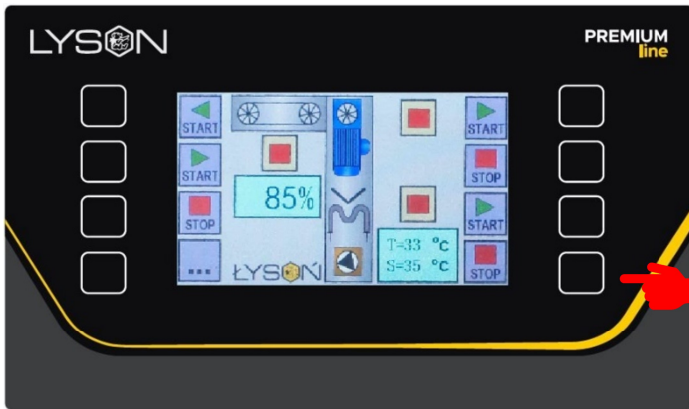 LYSON
PREMIUM
line
START
START
START
85%
STOP
START
STOP
T=33 °C
S=35 °C
...
ŁYSOŃ
STOP